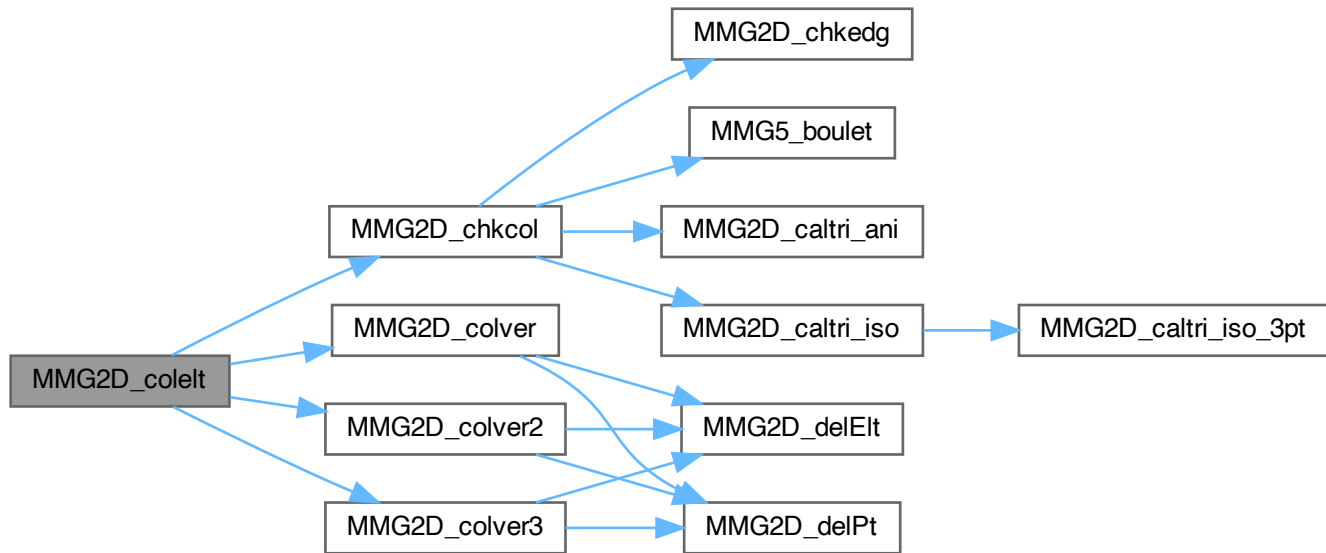 MMG2D_chkedg
MMG5_boulet
MMG2D_chkcol
MMG2D_caltri_ani
MMG2D_colver
MMG2D_caltri_iso
MMG2D_caltri_iso_3pt
MMG2D_colelt
MMG2D_colver2
MMG2D_delElt
MMG2D_colver3
MMG2D_delPt